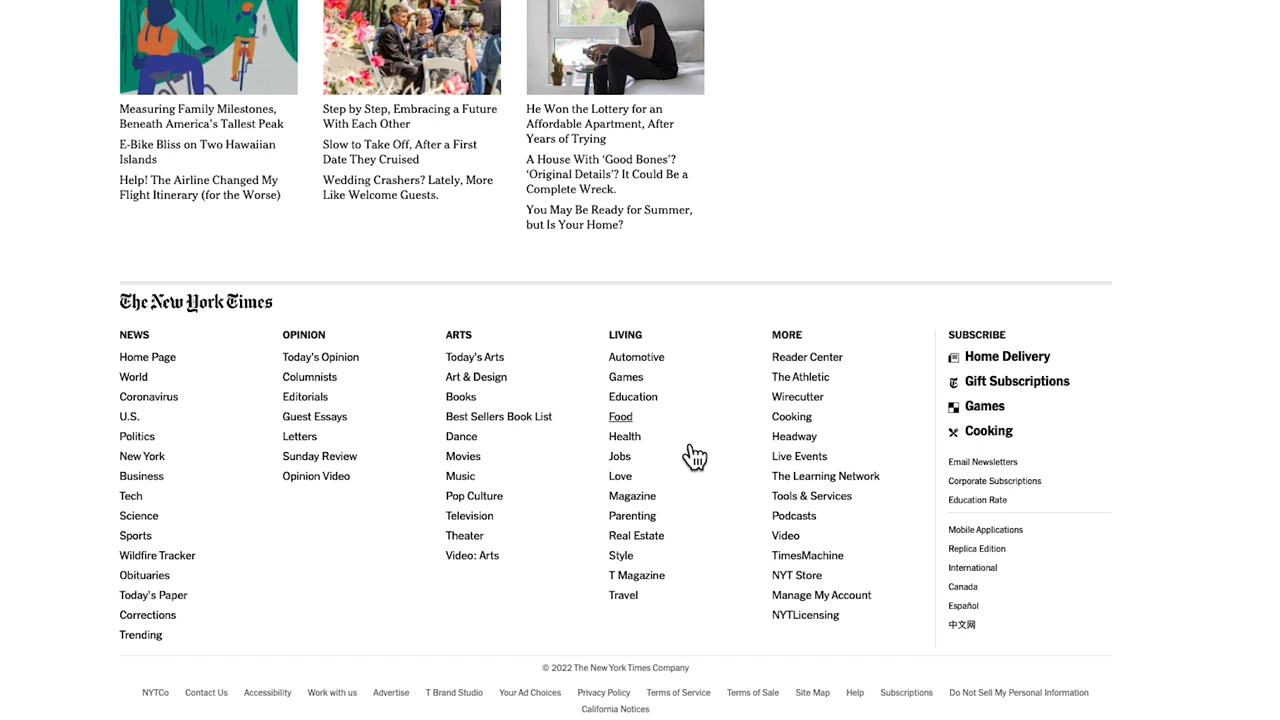 Measuring Family Milestones,
Beneath America's Tallest Peak
E-Bike Bliss on Two Hawaiian
Islands
Help! The Airline Changed My
Flight Itinerary (for the Worse)
Step by Step, Embracing a Future
With Each Other
Slow to Take Off, After a First
Date They Cruised
Wedding Crashers? Lately, More
Like Welcome Guests.
He Won the Lottery for an
Affordable Apartment, After
Years of Trying
A House With ‘Good Bones’?
‘Original Details’? It Could Be a
Complete Wreck.
You May Be Ready for Summer,
but Is Your Home?
The New York Times
NEWS
Home Page
World
Coronavirus
U.S.
Politics
New York
Business
Tech
Science
Sports
Wildfire Tracker
Obituaries
Today's Paper
Corrections
Trending
OPINION
Today's Opinion
Columnists
Editorials
Guest Essays
Letters
Sunday Review
Opinion Video
ARTS
Today's Arts
Art & Design
Books
Best Sellers Book List
Dance
Movies
Music
Pop Culture
Television
Theater
Video: Arts
LIVING
Automotive
Games
Education
Food
Health
Jobs
Love
Magazine
Parenting
Real Estate
Style
T Magazine
Travel
MORE
Reader Center
The Athletic
Wirecutter
Cooking
Headway
Live Events
The Learning Network
Tools & Services
Podcasts
Video
TimesMachine
NYT Store
Manage My Account
NYTLicensing
SUBSCRIBE
Home Delivery
Gift Subscriptions
Games
Cooking
Email Newsletters
Corporate Subscriptions
Education Rate
Mobile Applications
Replica Edition
International
Canada
Español
中文网
© 2022 The New York Times Company
NYTCo Contact Us Accessibility Work with us Advertise T Brand Studio Your Ad Choices Privacy Policy Terms of Service Terms of Sale Site Map Help Subscriptions Do Not Sell My Personal Information
California Notices